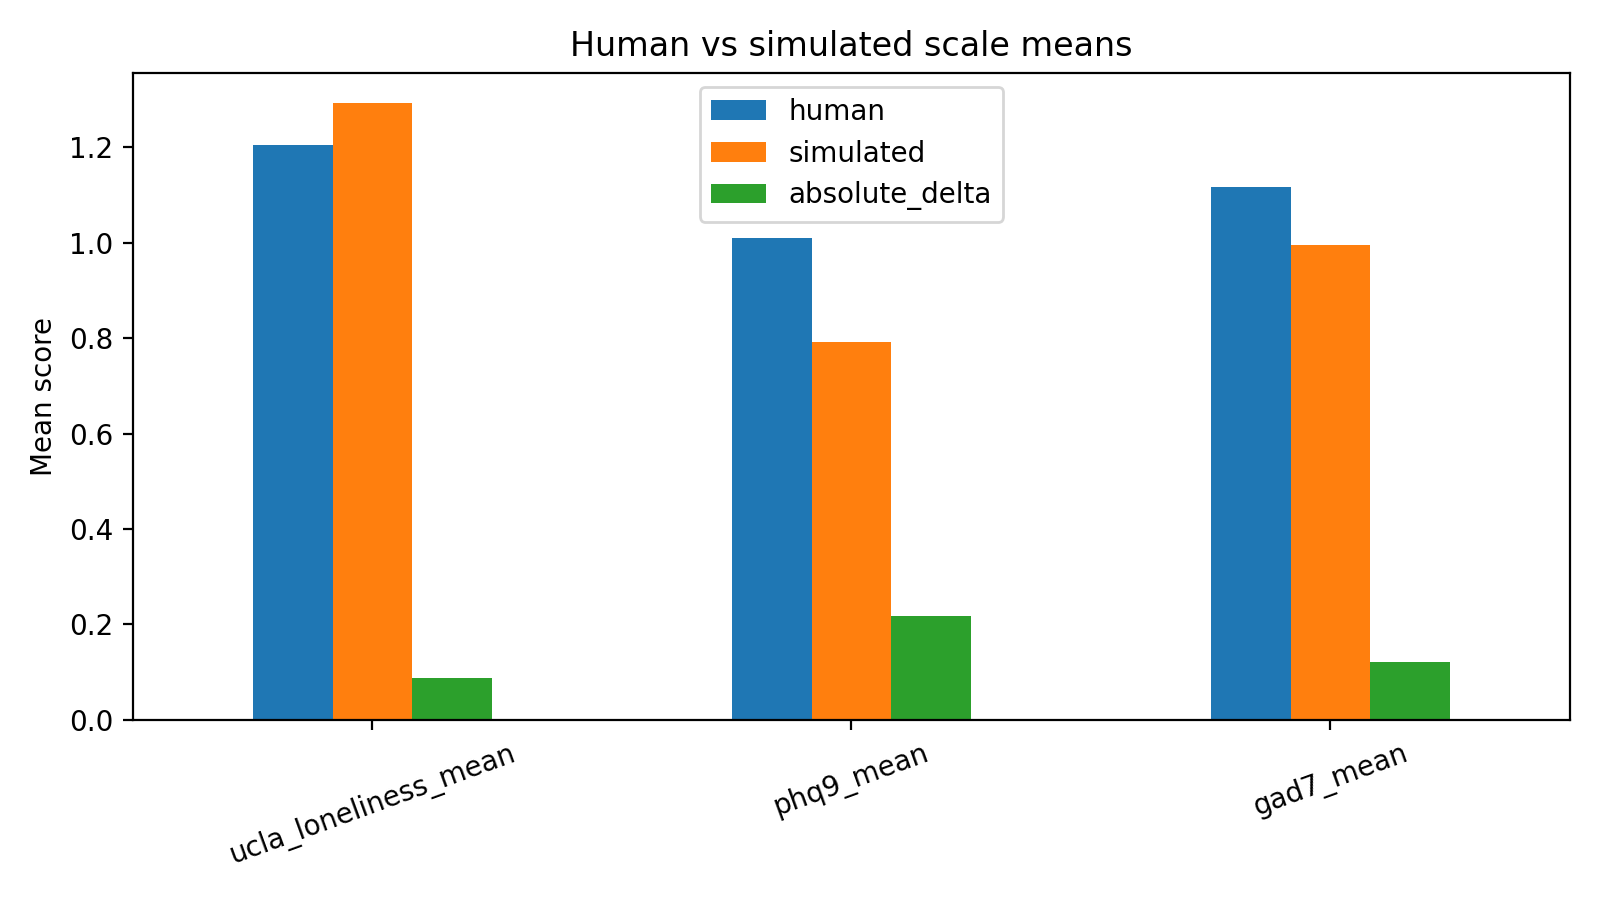 Human vs simulated scale means
human
simulated
absolute_delta
Mean score
1.2
1.0
0.8
0.6
0.4
0.2
0.0
ucla_loneliness_mean
phq9_mean
gad7_mean